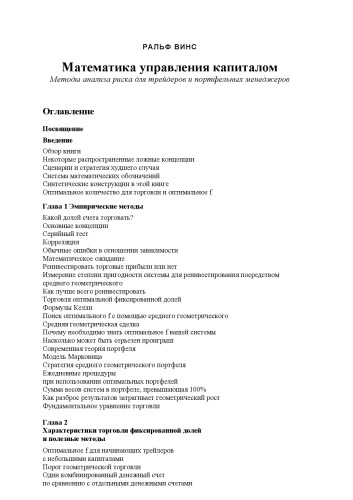 РАЛЬФ ВИНС
Математика управления капиталом
Методы анализа риска для трейдеров и портфельных менеджеров
Оглавление
Посвящение
Введение
Обзор книги
Некоторые распространенные ложные концепции
Сценарии и стратегия худшего случая
Система математических обозначений
Синтетические конструкции в этой книге
Оптимальное количество для торговли и оптимальное f
Глава 1 Эмпирические методы
Какой долей счета торговать?
Основные концепции
Серийный тест
Корреляция
Обычные ошибки в отношении зависимости
Математическое ожидание
Реинвестировать торговые прибыли или нет
Измерение степени пригодности системы для реинвестирования посредством
среднего геометрического
Как лучше всего реинвестировать
Торговля оптимальной фиксированной долей
Формулы Келли
Поиск оптимального f с помощью среднего геометрического
Средняя геометрическая сделка
Почему необходимо знать оптимальное f вашей системы
Насколько может быть серьезен проигрыш
Современная теория портфеля
Модель Марковица
Стратегия среднего геометрического портфеля
Ежедневные процедуры
при использовании оптимальных портфелей
Сумма весов систем в портфеле, превышающая 100%
Как разброс результатов затрагивает геометрический рост
Фундаментальное уравнение торговли
Глава 2
Характеристики торговли фиксированной долей
и полезные методы
Оптимальное f для начинающих трейдеров
с небольшими капиталами
Порог геометрической торговли
Один комбинированный денежный счет
по сравнению с отдельными денежными счетами